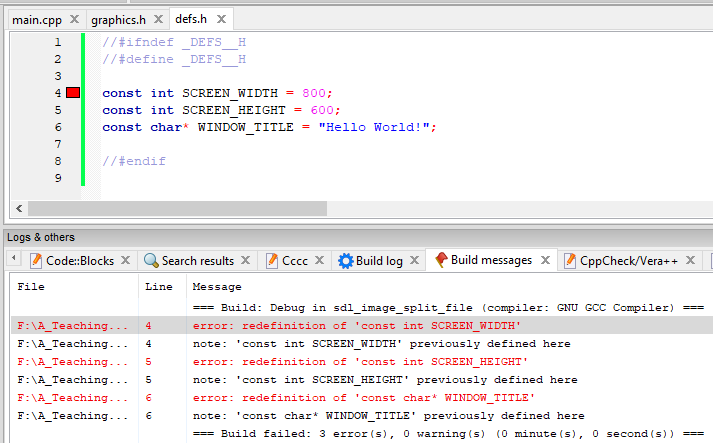 main.cpp graphics.h defs.h
1 //#ifndef _DEFS__H
2 //#define _DEFS__H
3
4 const int SCREEN_WIDTH = 800;
5 const int SCREEN_HEIGHT = 600;
6 const char* WINDOW_TITLE = "Hello World!";
7
8 //#endif
9
Logs & others
Code::Blocks Search results Cccc Build log Build messages CppCheck/Vera++
File Line Message
=== Build: Debug in sdl_image_split_file (compiler: GNU GCC Compiler) ===
F:\A_Teaching... 4 error: redefinition of 'const int SCREEN_WIDTH'
F:\A_Teaching... 4 note: 'const int SCREEN_WIDTH' previously defined here
F:\A_Teaching... 5 error: redefinition of 'const int SCREEN_HEIGHT'
F:\A_Teaching... 5 note: 'const int SCREEN_HEIGHT' previously defined here
F:\A_Teaching... 6 error: redefinition of 'const char* WINDOW_TITLE'
F:\A_Teaching... 6 note: 'const char* WINDOW_TITLE' previously defined here
=== Build failed: 3 error(s), 0 warning(s) (0 minute(s), 0 second(s)) ===